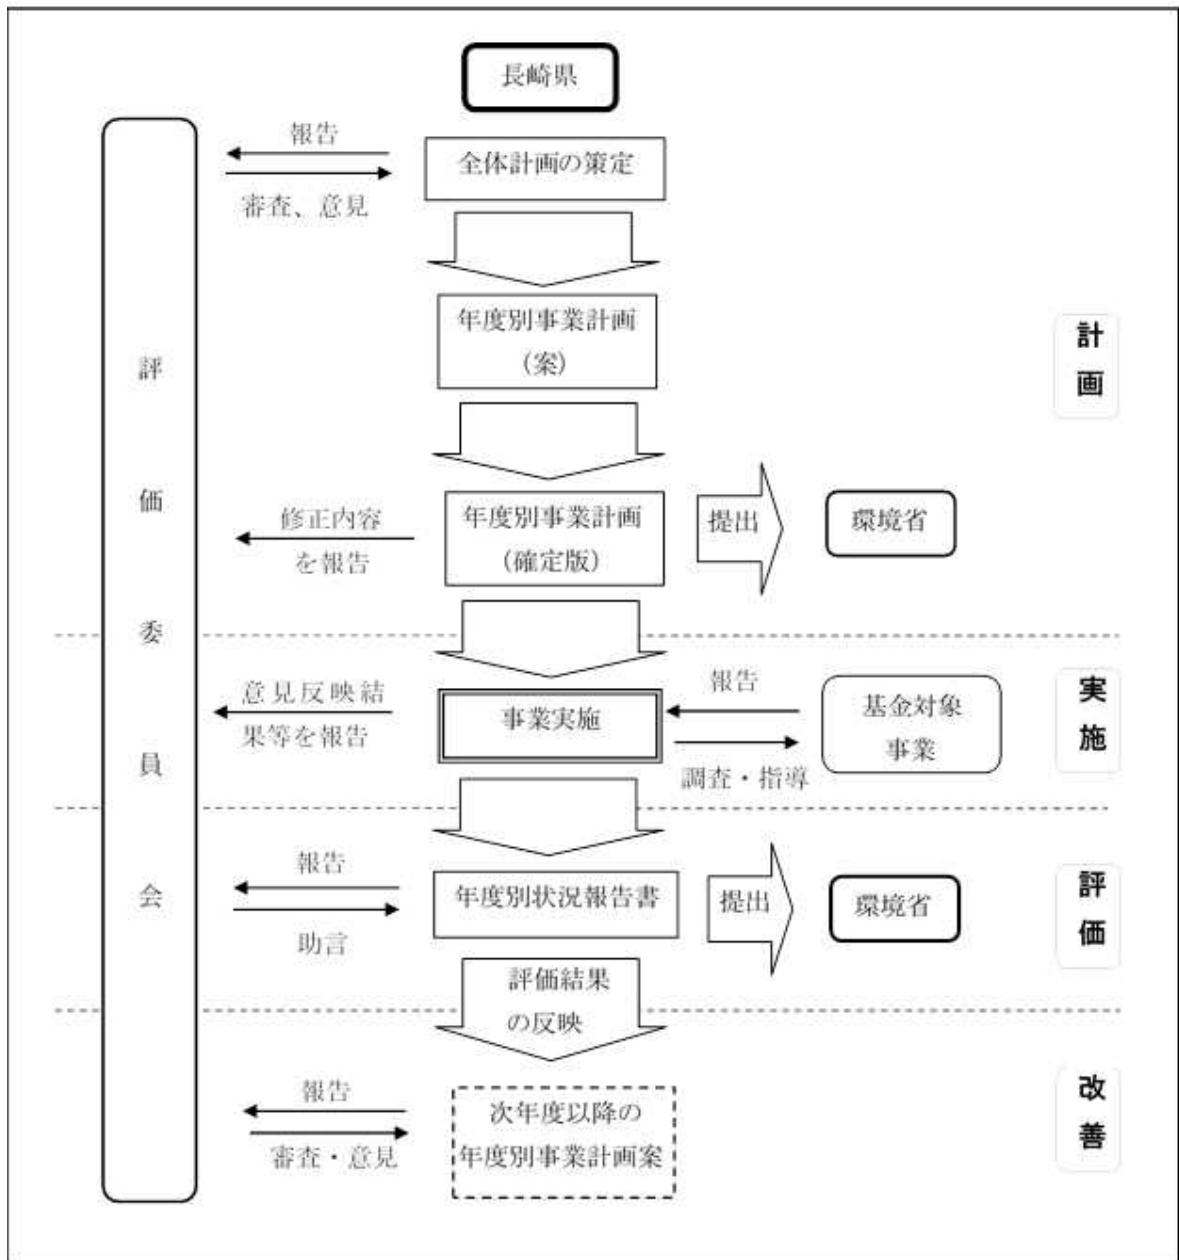 長崎県
報告
全体計画の策定
審査、意見
年度別事業計画
（案）
計画
評価委員会
修正内容
を報告
年度別事業計画
（確定版）
提出
環境省
意見反映結
果等を報告
事業実施
報告
調査・指導
基金対象
事業
実施
報告
助言
年度別状況報告書
提出
環境省
評価
評価結果
の反映
報告
審査・意見
次年度以降の
年度別事業計画案
改善